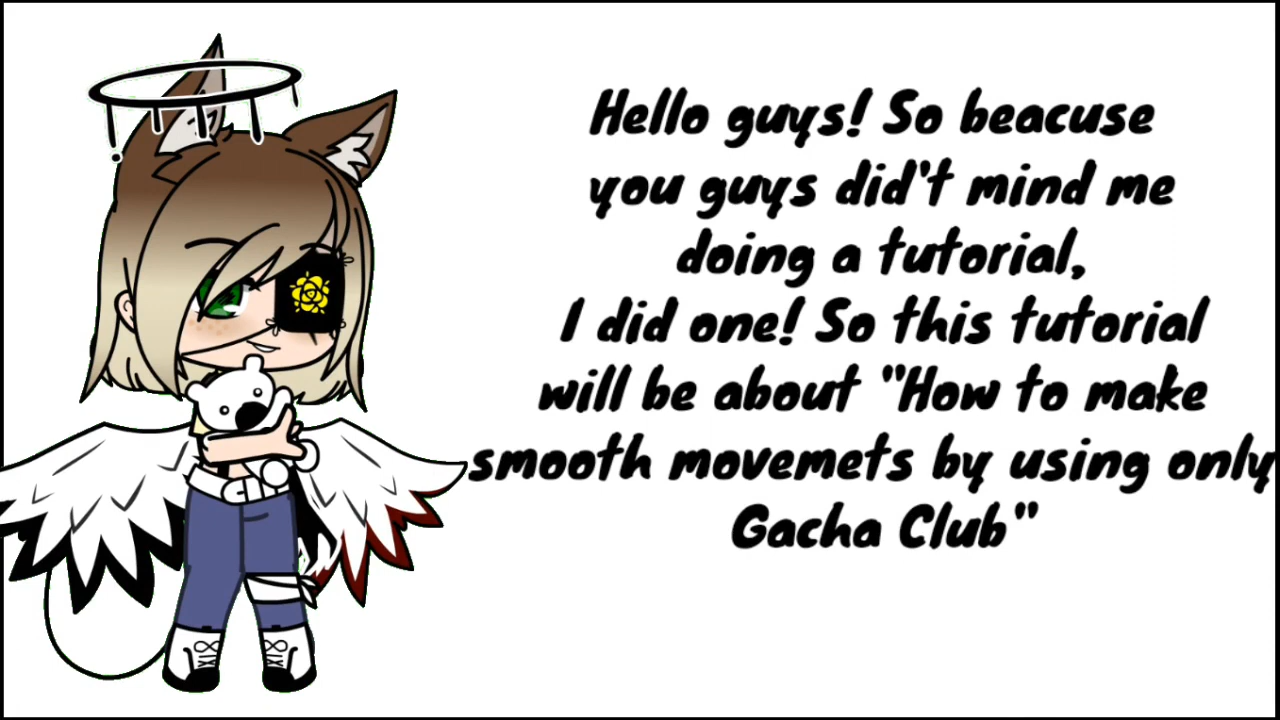 Hello guys! So beacuse
you guys did't mind me
doing a tutorial,
I did one! So this tutorial
will be about "How to make
smooth movemets by using only
Gacha Club"